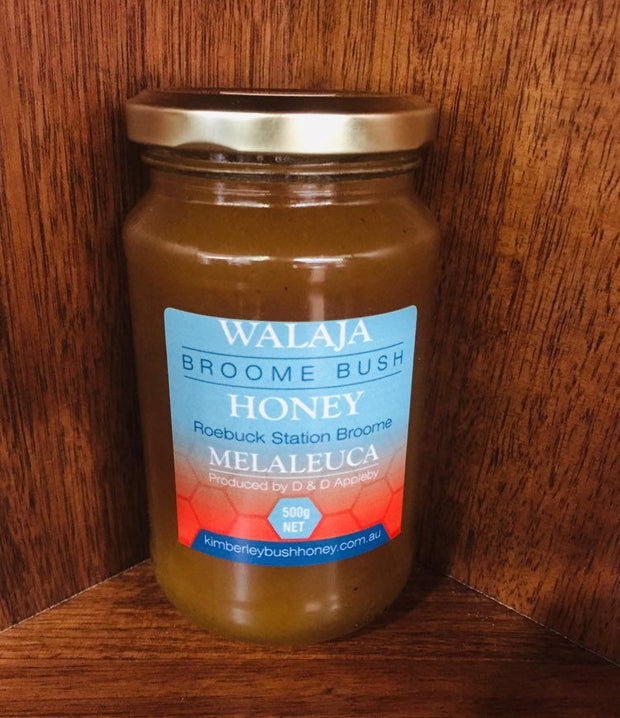 WALAJA
BROOME BUSH
HONEY
Roebuck Station Broome
MELALEUCA
Produced by D & D Appleby
500g
NET
kimberleybushhoney.com.au